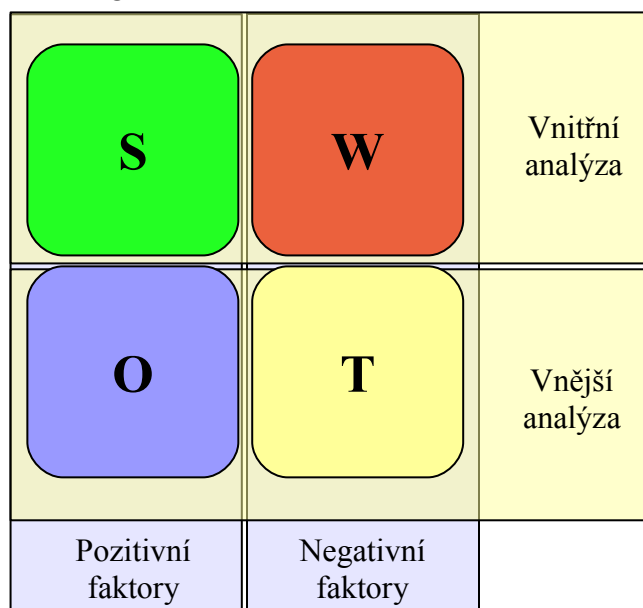 S
W
Vnitřní
analýza
O
T
Vnější
analýza
Pozitivní
faktory
Negativní
faktory